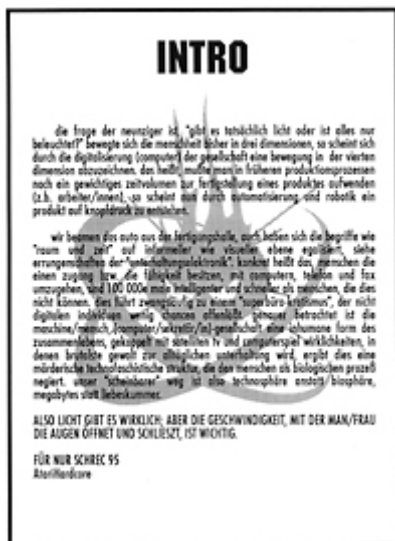 INTRO
die frage der neunziger ist, "gibt es tatsächlich licht oder ist alles nur
beleuchtet?" bewegte sich die menschheit bisher in drei dimensionen, so scheint sich
durch die digitalisierung (computer) der gesellschaft eine bewegung in der vierten
dimension abzuzeichnen. das heißt, mußte man in früheren produktionsprozessen
noch ein gewichtiges zeitvolumen zur fertigstellung eines produktes aufwenden
(z.b. arbeiter/innen), so scheint nun durch automatisierung und robotik ein
produkt auf knopfdruck zu entstehen.
wir beamen das auto aus der fertigungshalle, auch haben sich die begriffe wie
"raum und zeit" auf informeller wie visueller ebene egalisiert, siehe
errungenschaften der "unterhaltungselektronik". konkret heißt das, menschen die
einen zugang bzw. die fähigkeit besitzen, mit computern, telefon und fax
umzugehen, sind 100 000x mal intelligenter und schneller als menschen, die dies
nicht können. dies führt zwangsläufig zu einem "superbüro-kratismus", der nicht
digitalen individuen wenig chancen offenläßt. genauer betrachtet ist die
maschine/mensch (computer/sekretär/in)-gesellschaft eine inhumane form des
zusammenlebens, gekoppelt mit satelliten tv und computerspiel wirklichkeiten, in
denen brutalste gewalt zur alltäglichen unterhaltung wird, ergibt dies eine
mörderische technofaschistische struktur, die den menschen als biologischen prozeß
negiert. unser "scheinbarer" weg ist also technosphäre anstatt biosphäre,
megabytes statt liebeskummer.
ALSO LICHT GIBT ES WIRKLICH; ABER DIE GESCHWINDIGKEIT, MIT DER MAN/FRAU
DIE AUGEN ÖFFNET UND SCHLIESZT, IST WICHTIG.
FÜR NUR SCHREC 95
AtariHardcore